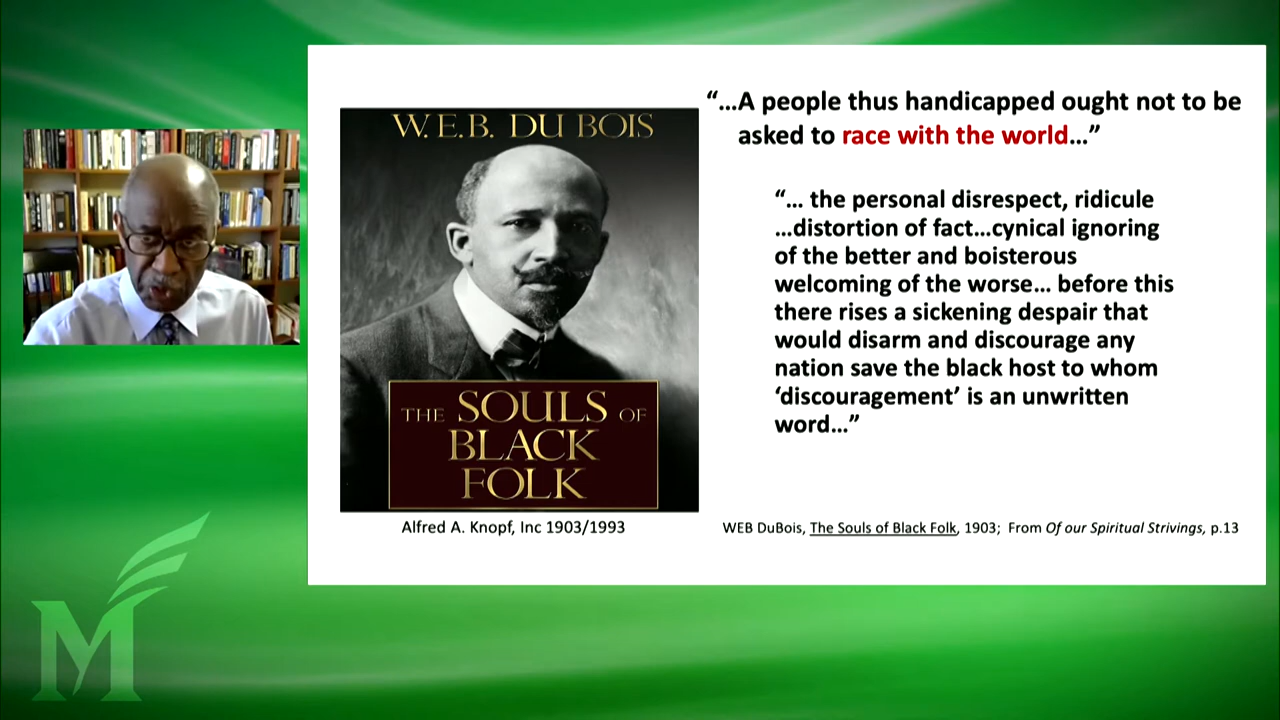 W.E.B. DU BOIS
THE SOULS OF
BLACK
FOLK
Alfred A. Knopf, Inc 1903/1993
“…A people thus handicapped ought not to be
asked to race with the world…”
“… the personal disrespect, ridicule
…distortion of fact…cynical ignoring
of the better and boisterous
welcoming of the worse… before this
there rises a sickening despair that
would disarm and discourage any
nation save the black host to whom
‘discouragement’ is an unwritten
word…”
WEB DuBois, The Souls of Black Folk, 1903; From Of our Spiritual Strivings, p.13
M